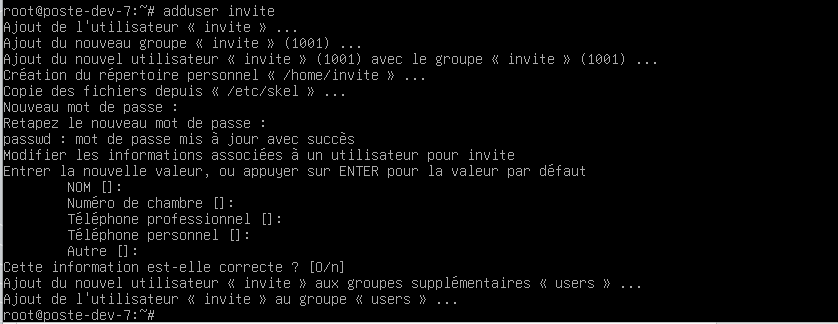 root@poste-dev-7:~# adduser invite
Ajout de l'utilisateur « invite » ...
Ajout du nouveau groupe « invite » (1001) ...
Ajout du nouvel utilisateur « invite » (1001) avec le groupe « invite » (1001) ...
Création du répertoire personnel « /home/invite » ...
Copie des fichiers depuis « /etc/skel » ...
Nouveau mot de passe :
Retapez le nouveau mot de passe :
passwd : mot de passe mis à jour avec succès
Modifier les informations associées à un utilisateur pour invite
Entrer la nouvelle valeur, ou appuyer sur ENTER pour la valeur par défaut
        NOM []:
        Numéro de chambre []:
        Téléphone professionnel []:
        Téléphone personnel []:
        Autre []:
Cette information est-elle correcte ? [O/n]
Ajout du nouvel utilisateur « invite » aux groupes supplémentaires « users » ...
Ajout de l'utilisateur « invite » au groupe « users » ...
root@poste-dev-7:~#